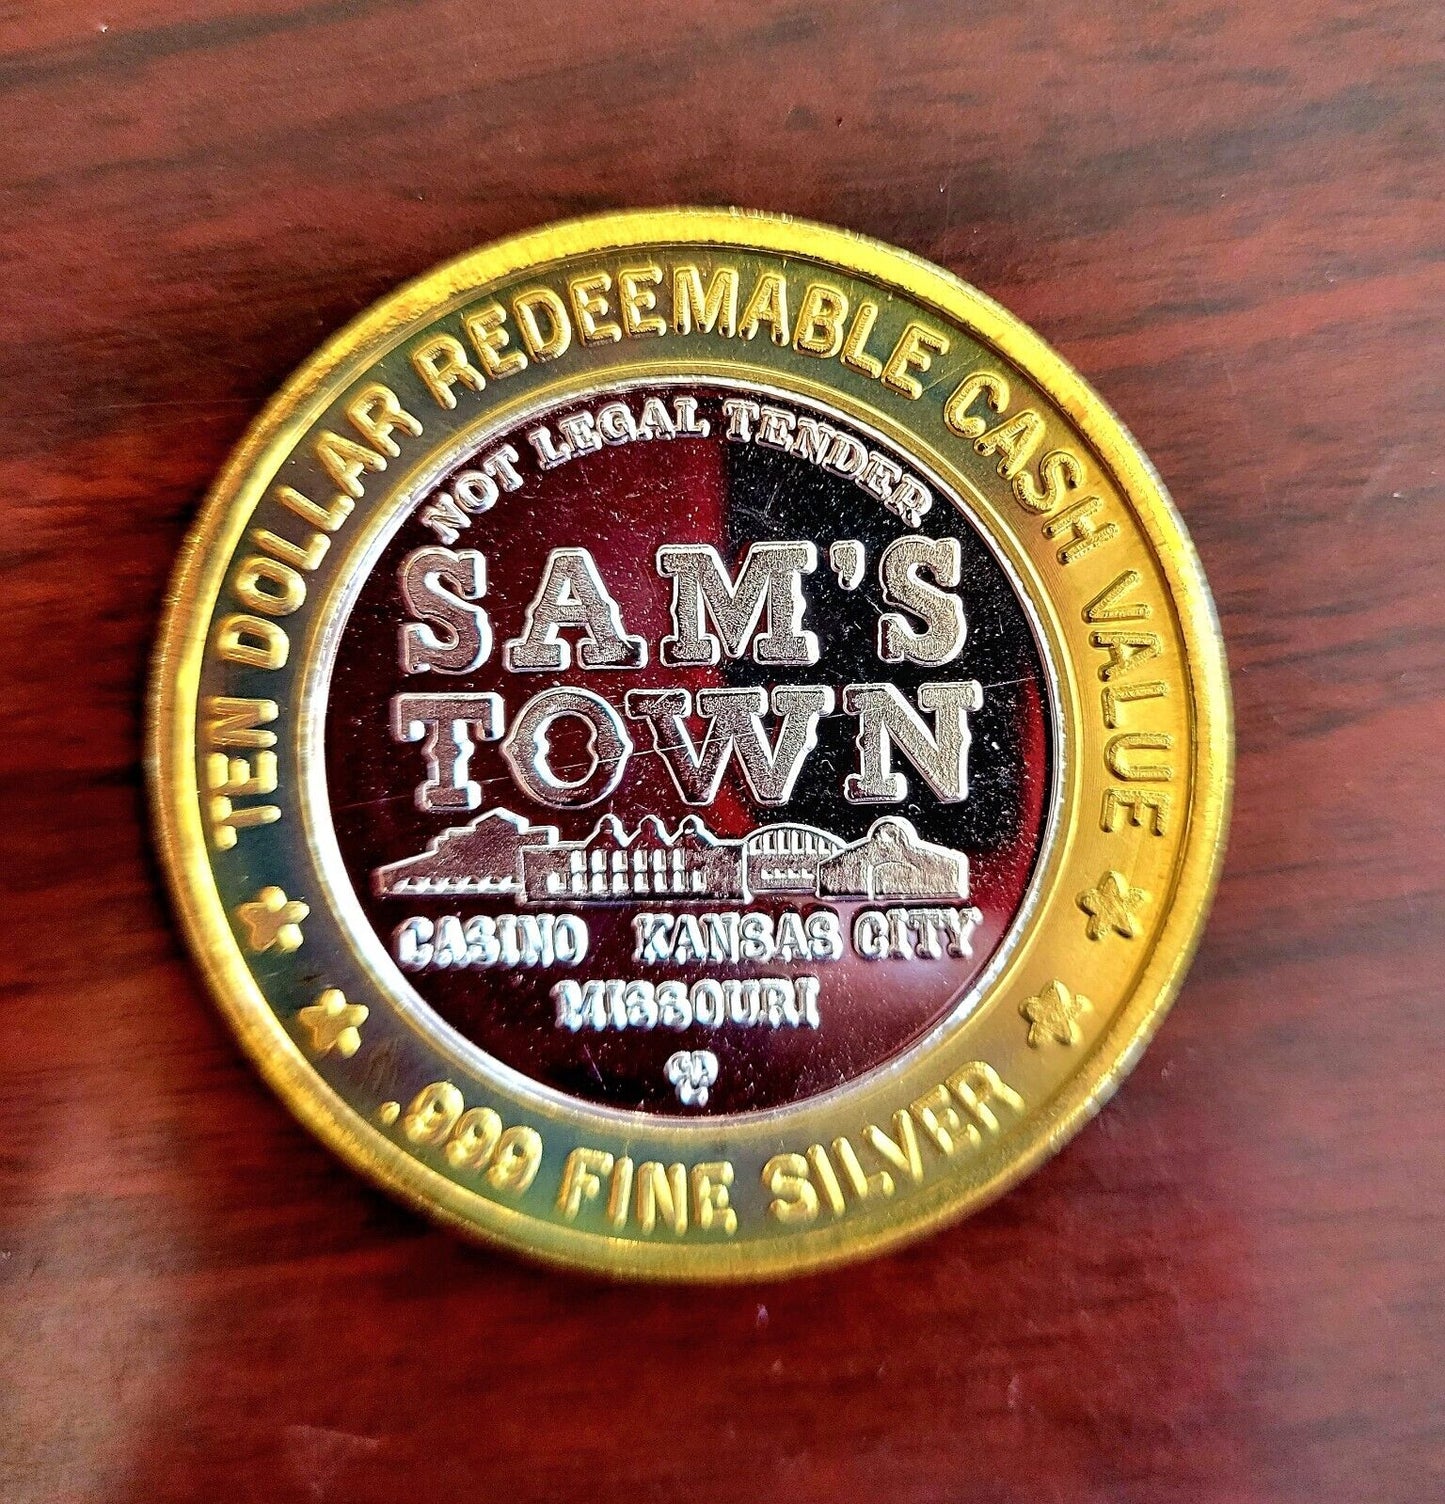 TEN DOLLAR REDEEMABLE CASH VALUE
NOT LEGAL TENDER
SAM'S
TOWN
CASINO KANSAS CITY
MISSOURI
.999 FINE SILVER